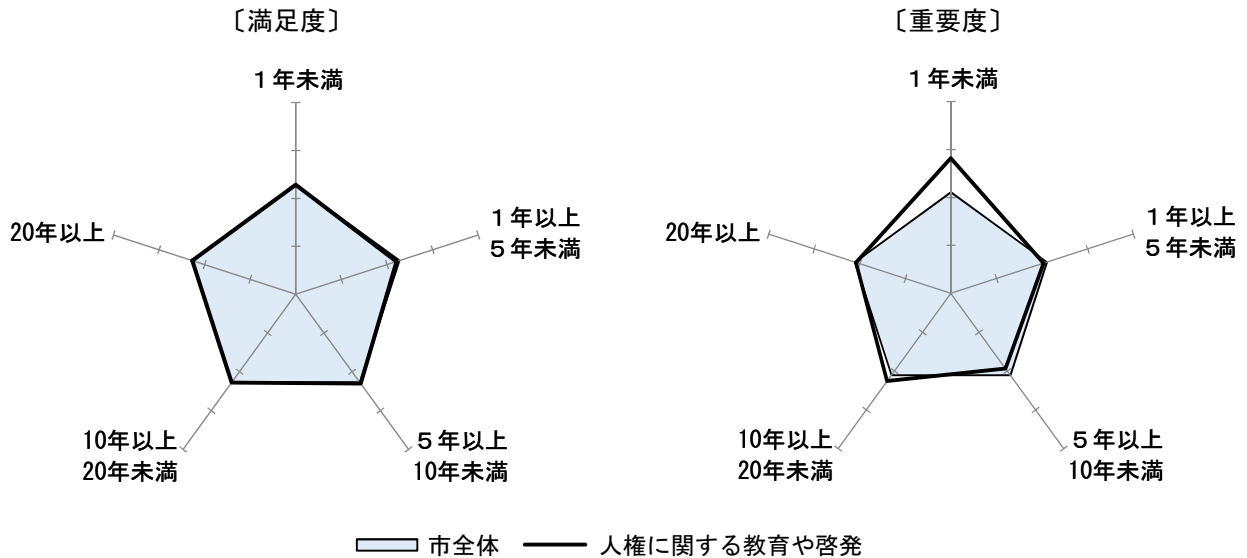 〔満足度〕
１年未満
20年以上
１年以上
５年未満
10年以上
20年未満
５年以上
10年未満
〔重要度〕
１年未満
20年以上
１年以上
５年未満
10年以上
20年未満
５年以上
10年未満
市全体
人権に関する教育や啓発